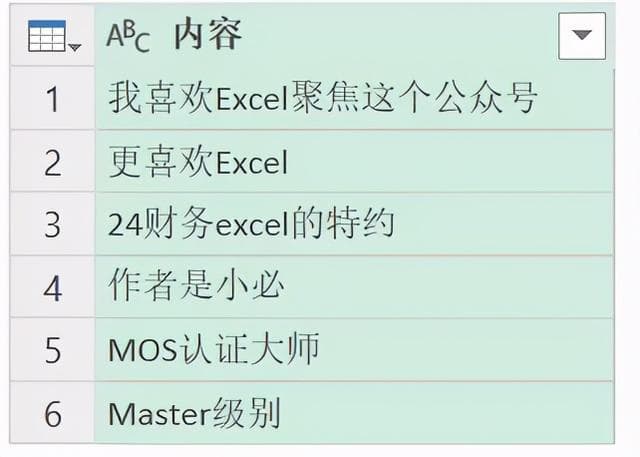 ABC 内容
1 我喜欢Excel聚焦这个公众号
2 更喜欢Excel
3 24财务excel的特约
4 作者是小必
5 MOS认证大师
6 Master级别